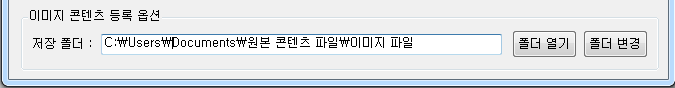 이미지 콘텐츠 등록 옵션
저장 폴더 : C:₩Users₩Documents₩원본 콘텐츠 파일₩이미지 파일 폴더 열기 폴더 변경